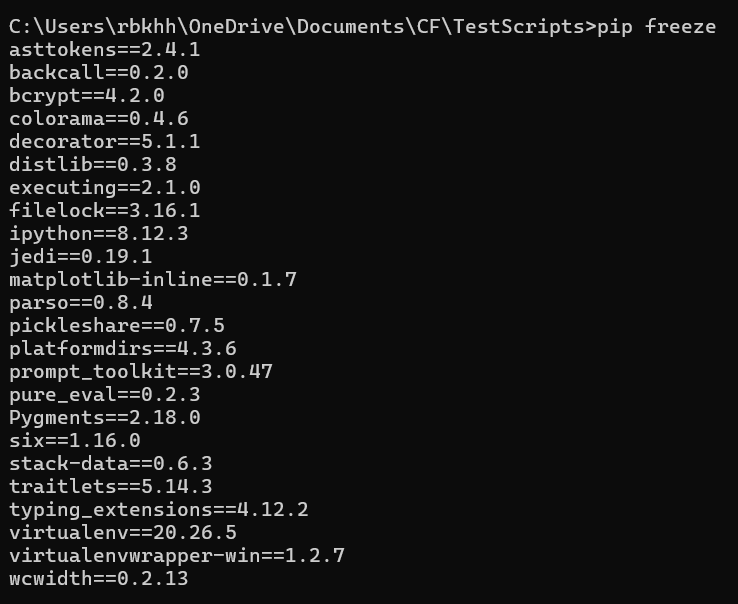 C:\Users\rbkhh\OneDrive\Documents\CF\TestScripts>pip freeze
asttokens==2.4.1
backcall==0.2.0
bcrypt==4.2.0
colorama==0.4.6
decorator==5.1.1
distlib==0.3.8
executing==2.1.0
filelock==3.16.1
ipython==8.12.3
jedi==0.19.1
matplotlib-inline==0.1.7
parso==0.8.4
pickleshare==0.7.5
platformdirs==4.3.6
prompt_toolkit==3.0.47
pure_eval==0.2.3
Pygments==2.18.0
six==1.16.0
stack-data==0.6.3
traitlets==5.14.3
typing_extensions==4.12.2
virtualenv==20.26.5
virtualenvwrapper-win==1.2.7
wcwidth==0.2.13